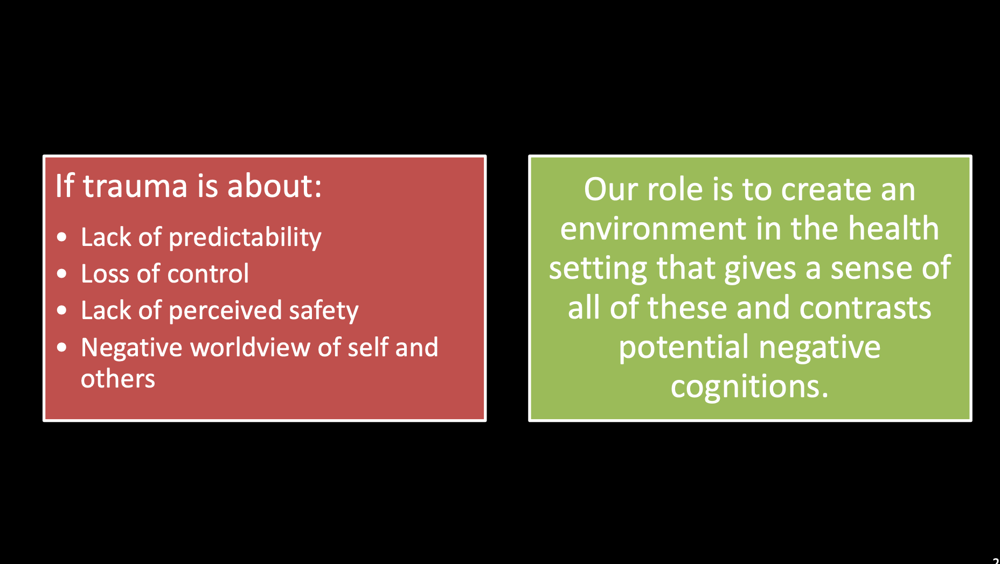 If trauma is about:
• Lack of predictability
• Loss of control
• Lack of perceived safety
• Negative worldview of self and
others
Our role is to create an
environment in the health
setting that gives a sense of
all of these and contrasts
potential negative
cognitions.
2